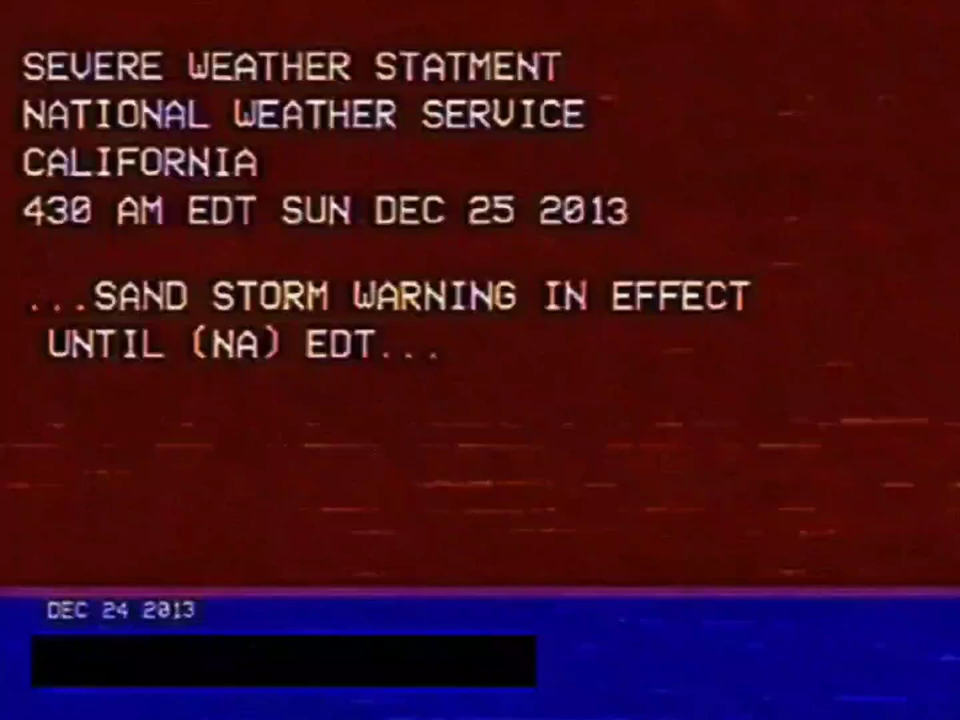 SEVERE WEATHER STATMENT
NATIONAL WEATHER SERVICE
CALIFORNIA
430 AM EDT SUN DEC 25 2013
...SAND STORM WARNING IN EFFECT
UNTIL (NA) EDT...
DEC 24 2013